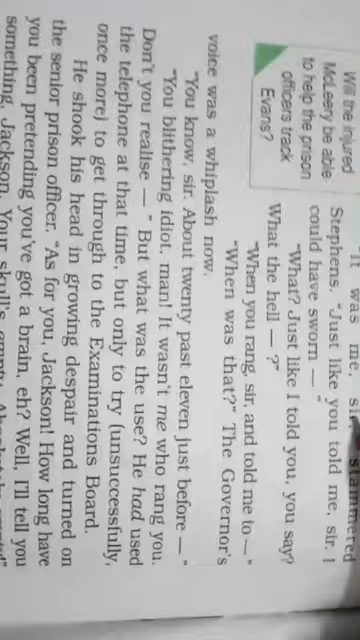 Will the injured
McLeery be able
to help the prison
officers track
Evans?
"It was me, sir," stammered
Stephens. "Just like you told me, sir. I
could have sworn — "
"What? Just like I told you, you say?
What the hell — ?"
"When you rang, sir, and told me to — "
"When was that?" The Governor's
voice was a whiplash now.
"You know, sir. About twenty past eleven just before — "
"You blithering idiot, man! It wasn't me who rang you.
Don't you realise — " But what was the use? He had used
the telephone at that time, but only to try (unsuccessfully,
once more) to get through to the Examinations Board.
He shook his head in growing despair and turned on
the senior prison officer. "As for you, Jackson! How long have
you been pretending you've got a brain, eh? Well, I'll tell you
something, Jackson. Your skull's empty. Absolutely